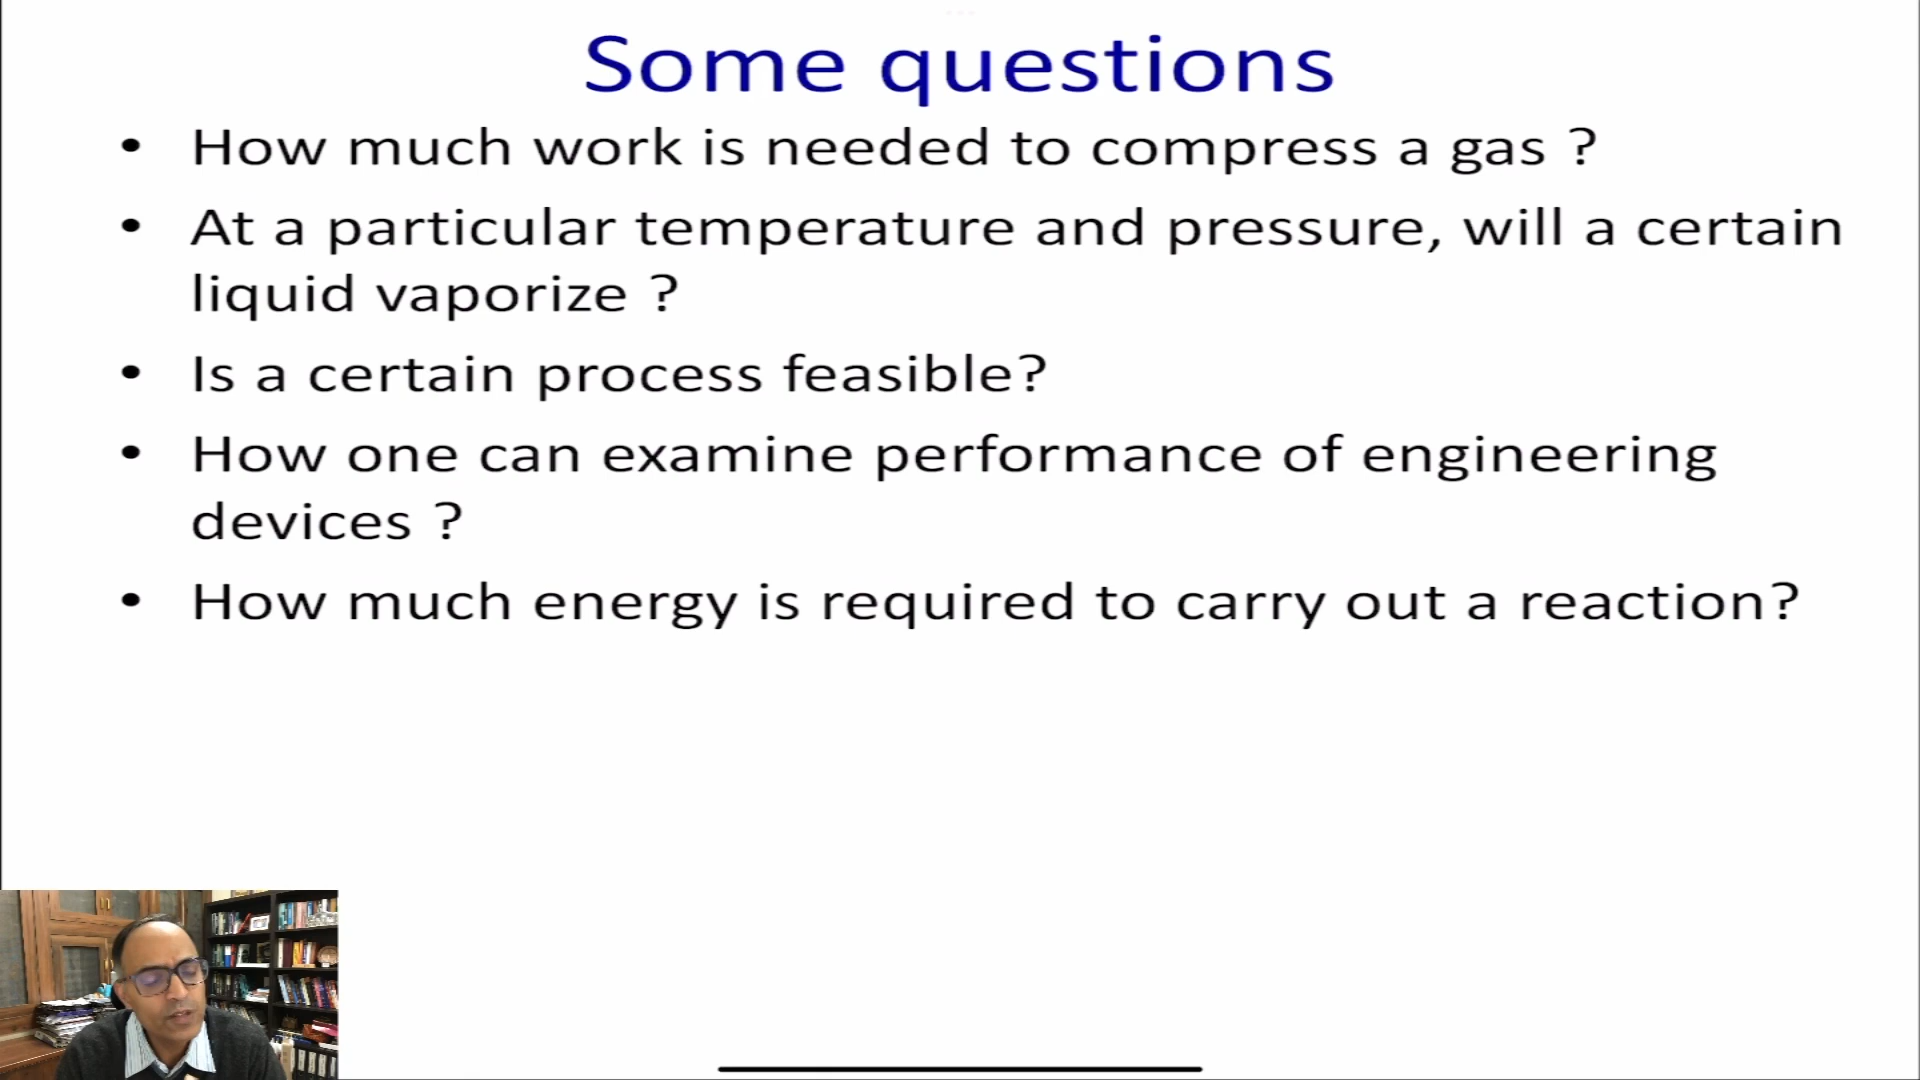 Some questions
• How much work is needed to compress a gas ?
• At a particular temperature and pressure, will a certain
liquid vaporize ?
• Is a certain process feasible?
• How one can examine performance of engineering
devices ?
• How much energy is required to carry out a reaction?